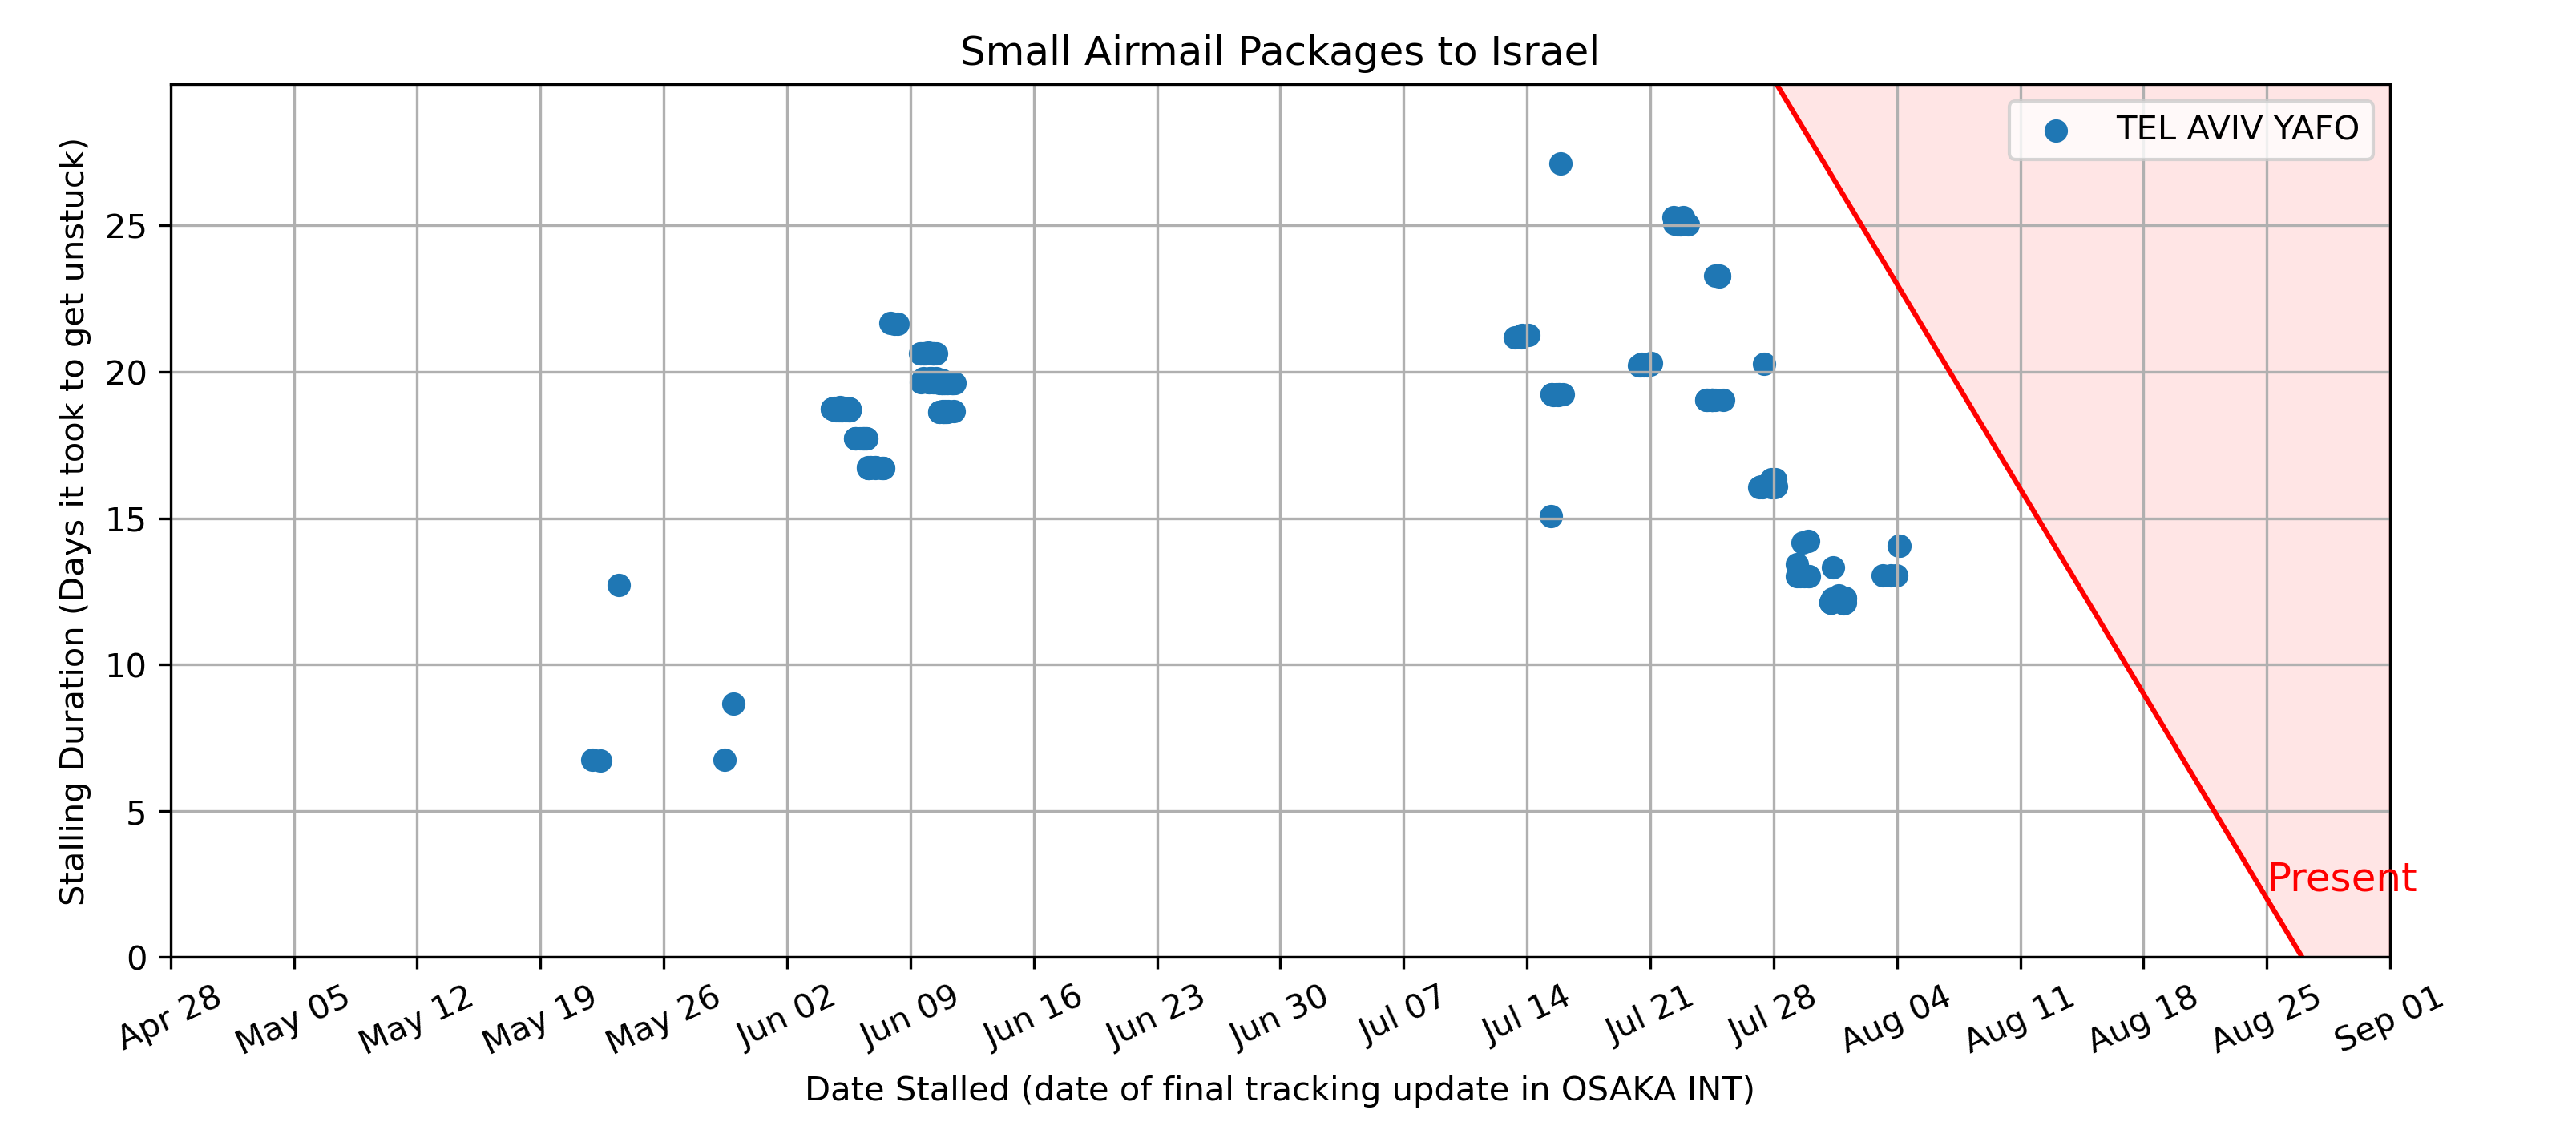 Small Airmail Packages to Israel
TEL AVIV YAFO
Stalling Duration (Days it took to get unstuck)
25
20
15
10
5
0
Present
Apr 28
May 05
May 12
May 19
May 26
Jun 02
Jun 09
Jun 16
Jun 23
Jun 30
Jul 07
Jul 14
Jul 21
Jul 28
Aug 04
Aug 11
Aug 18
Aug 25
Sep 01
Date Stalled (date of final tracking update in OSAKA INT)